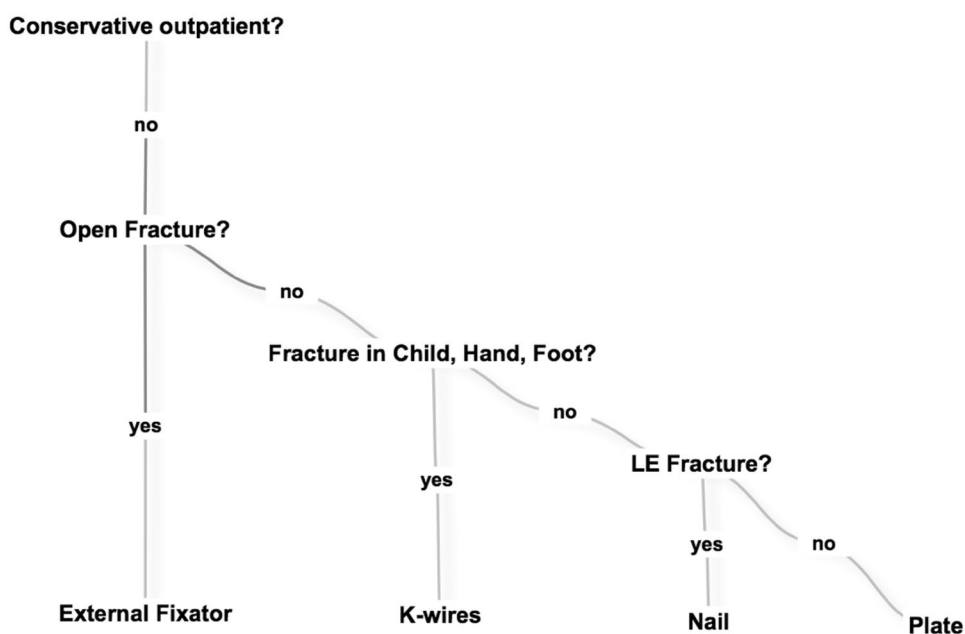 Conservative outpatient?
no
Open Fracture?
no
Fracture in Child, Hand, Foot?
no
yes
LE Fracture?
yes
yes
no
External Fixator
K-wires
Nail
Plate